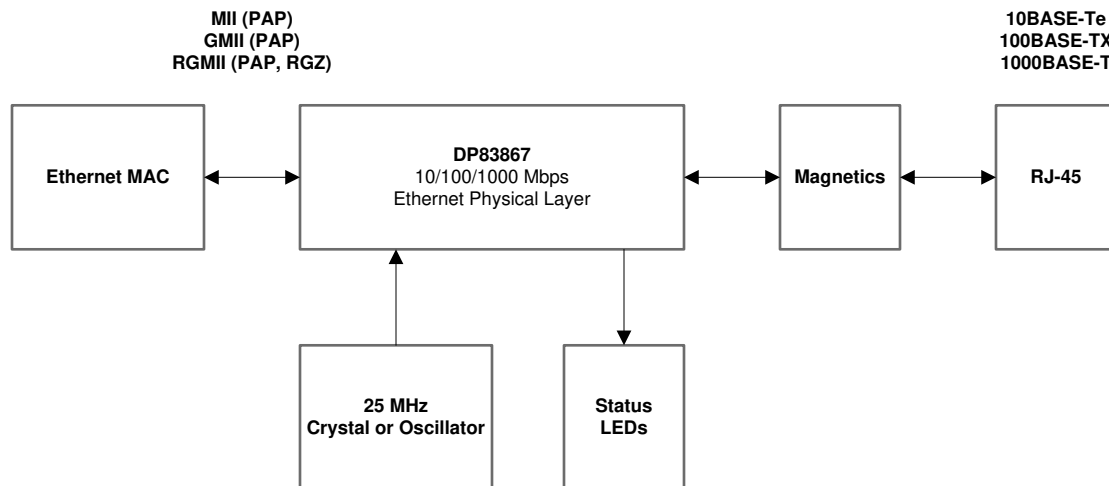 MII (PAP)
GMII (PAP)
RGMII (PAP, RGZ)
10BASE-Te
100BASE-TX
1000BASE-T
Ethernet MAC
DP83867
10/100/1000 Mbps
Ethernet Physical Layer
Magnetics
RJ-45
25 MHz
Crystal or Oscillator
Status
LEDs